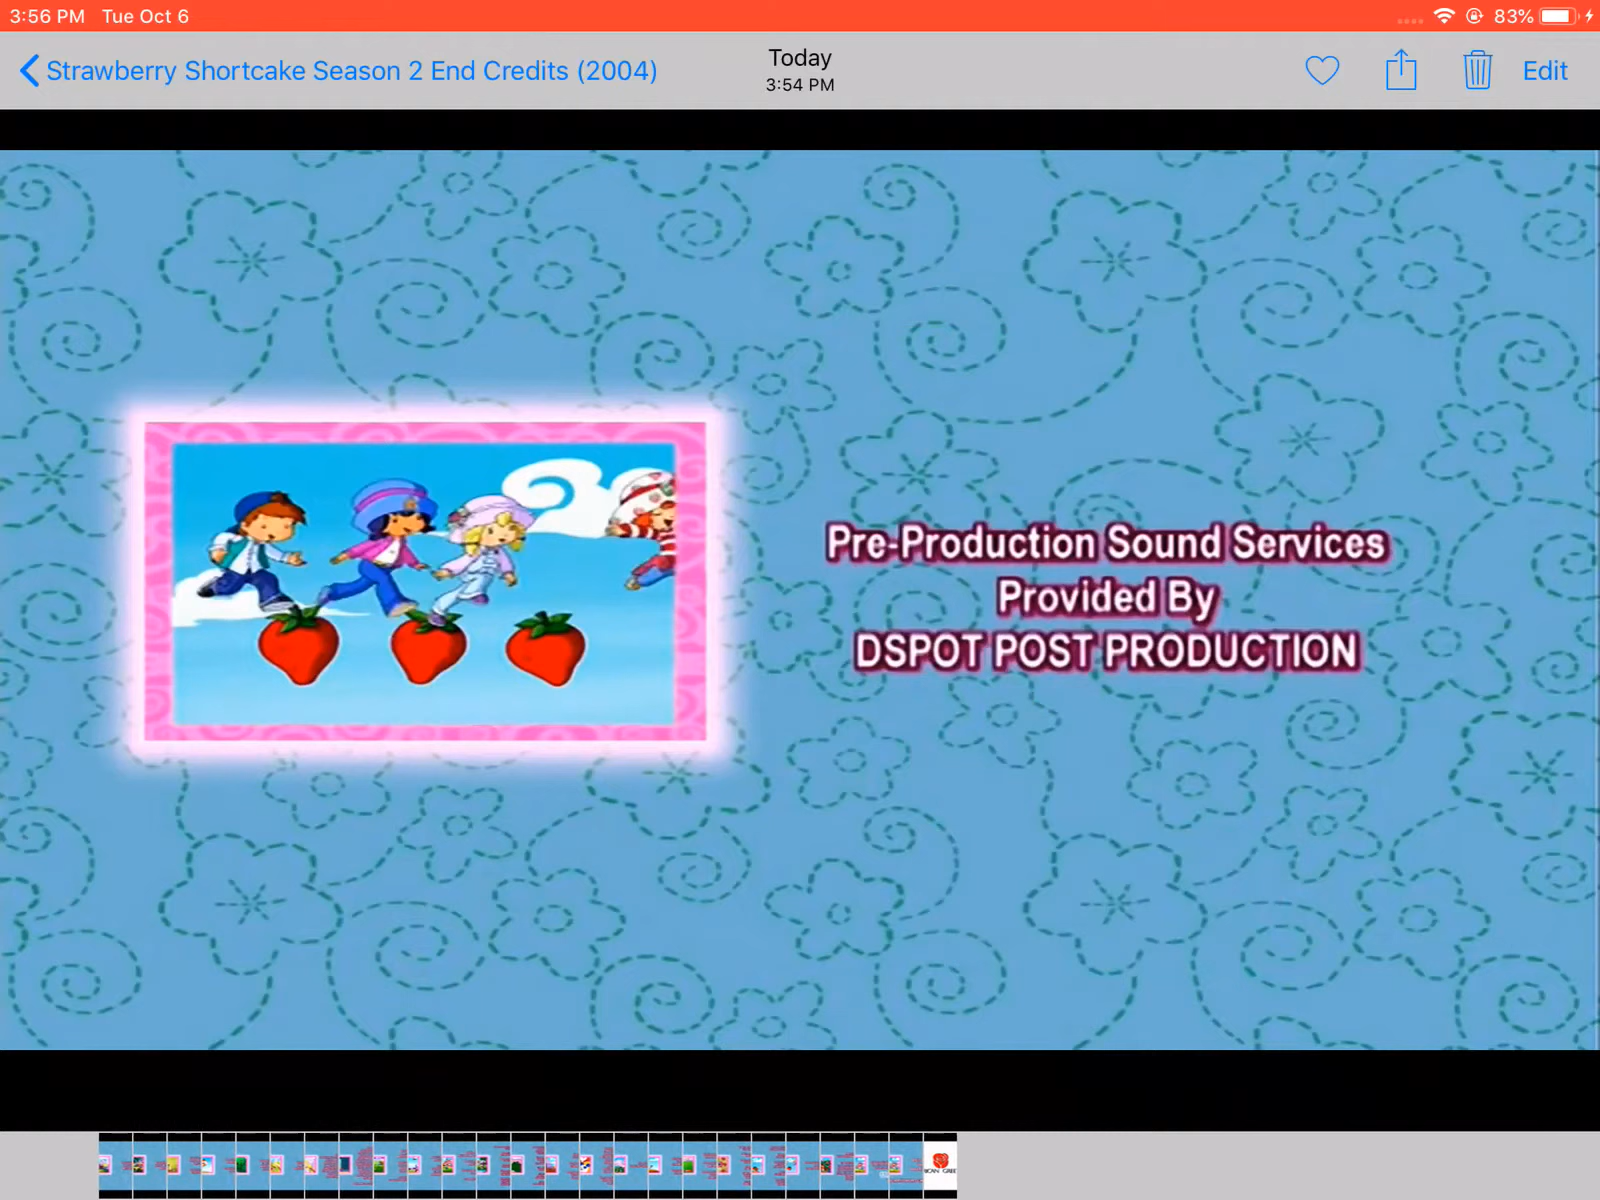 3:56 PM Tue Oct 6
83%
Strawberry Shortcake Season 2 End Credits (2004)
Today
3:54 PM
Edit
Pre-Production Sound Services
Provided By
DSPOT POST PRODUCTION